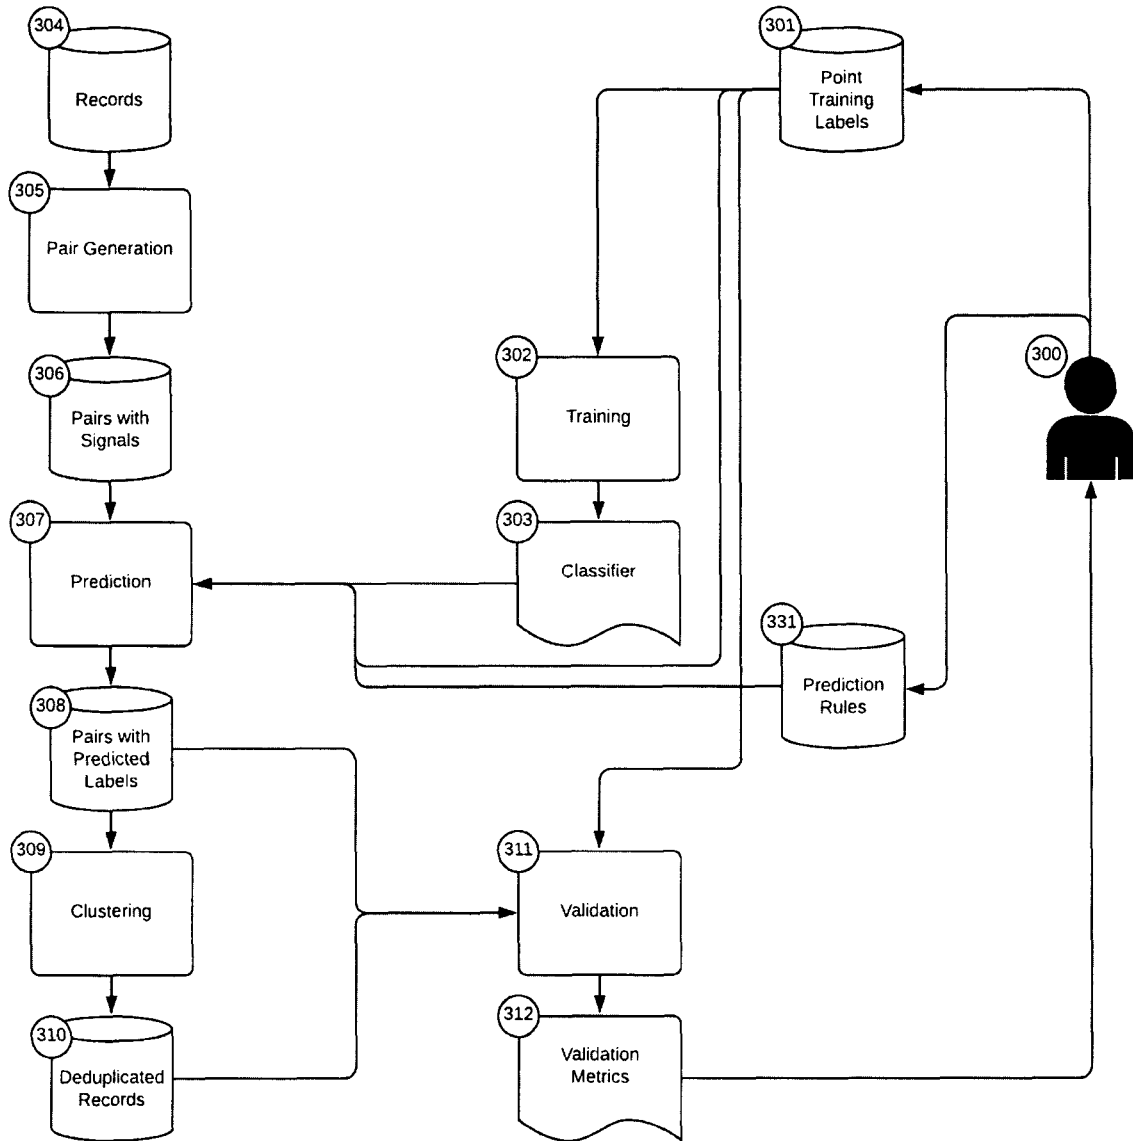 304
Records
301
Point
Training
Labels
305
Pair Generation
306
Pairs with
Signals
302
Training
300
307
Prediction
303
Classifier
331
Prediction
Rules
308
Pairs with
Predicted
Labels
309
Clustering
311
Validation
310
Deduplicated
Records
312
Validation
Metrics